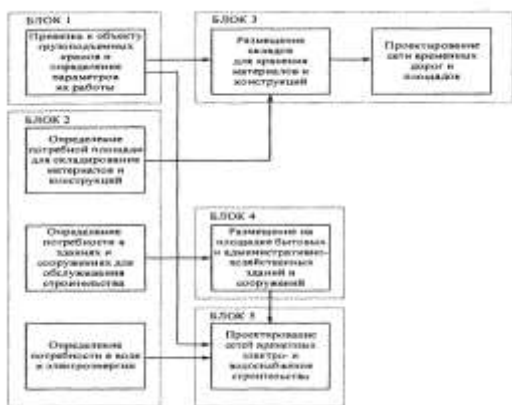 БЛОК 1
Привязка к объекту
грузоподъемных
кранов и
определение
параметров
их работы
БЛОК 2
Определение
потребной площади
для складирования
материалов и
конструкций
Определение
потребности в
зданиях и
сооружениях для
обслуживания
строительства
Определение
потребности в воде
и электроэнергии
БЛОК 3
Размещение
складов
для хранения
материалов и
конструкций
Проектирование
сети временных
дорог и
площадок
БЛОК 4
Размещение на
площадке бытовых
и административно-
хозяйственных
зданий и
сооружений
БЛОК 5
Проектирование
сетей временных
электро- и
водоснабжение
строительства